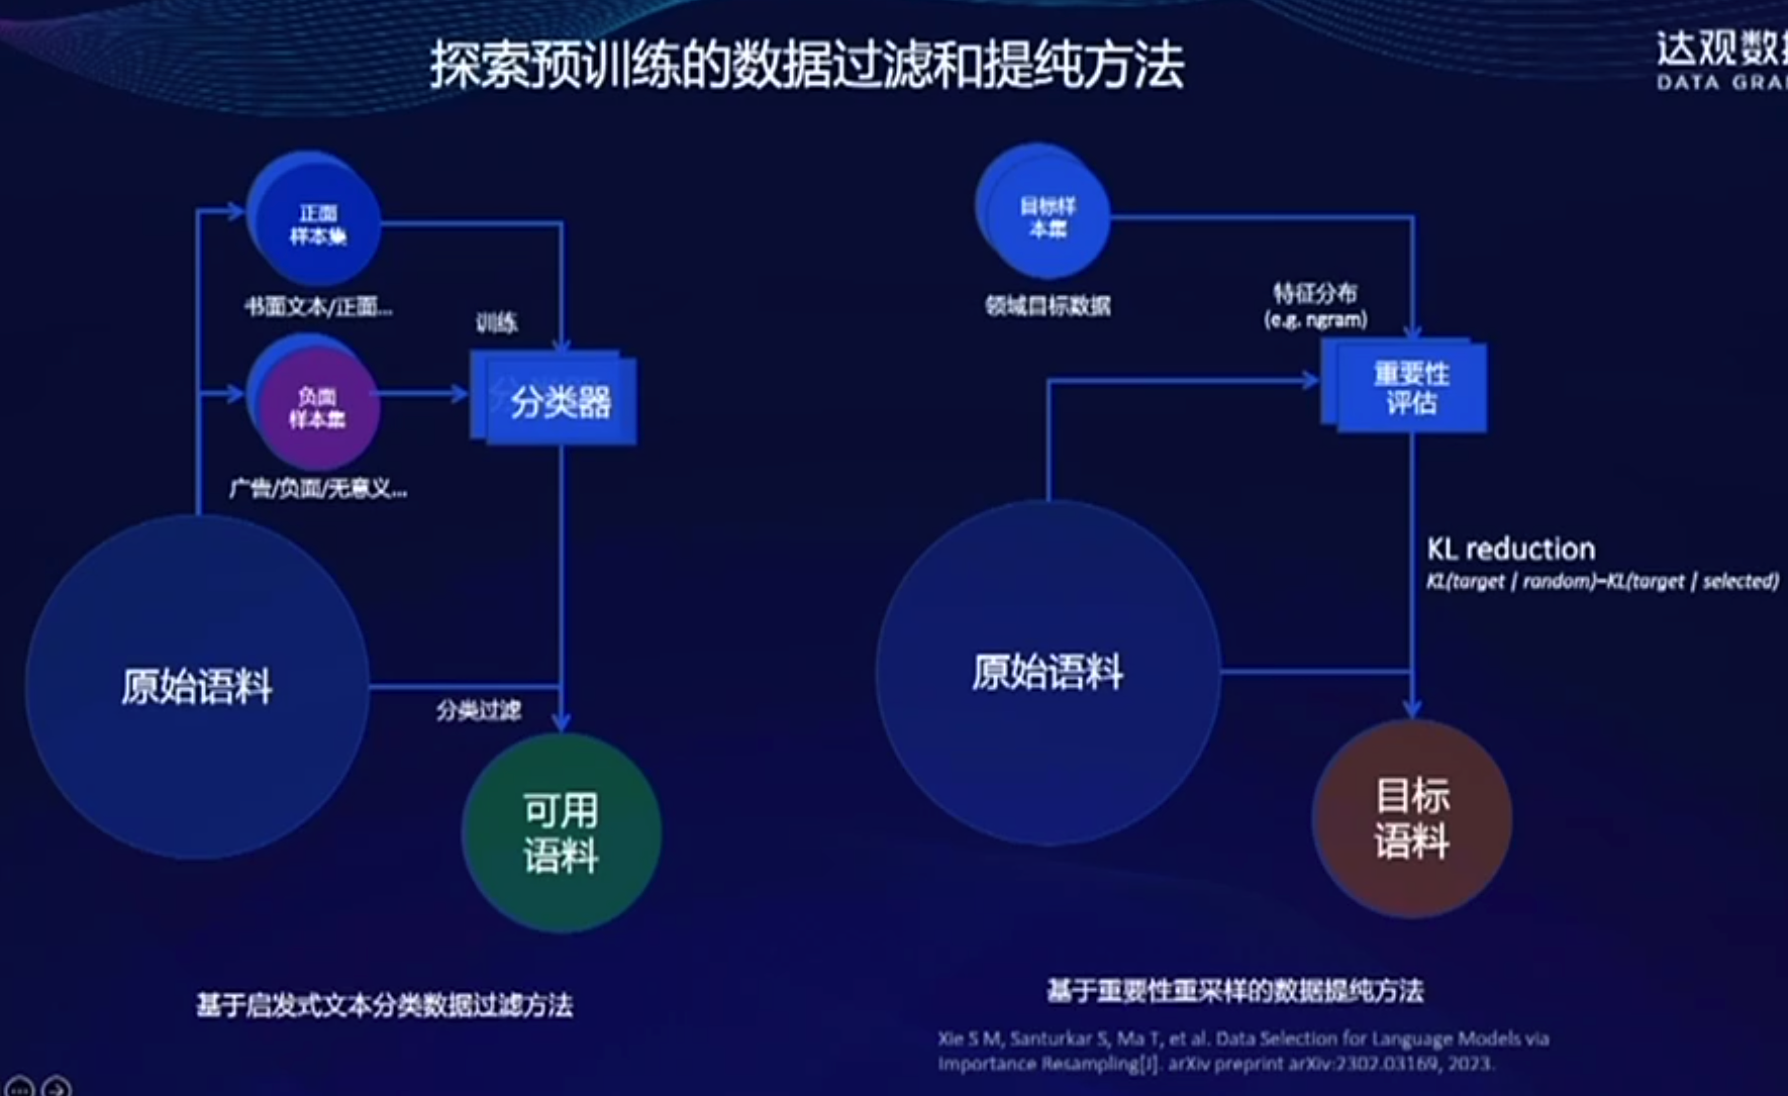 探索预训练的数据过滤和提纯方法
达观数
DATA GRA
正面
样本集
书面文本/正面...
训练
负面
样本集
分类器
广告/负面/无意义...
原始语料
分类过滤
可用
语料
基于启发式文本分类数据过滤方法
目标样
本集
领域目标数据
特征分布
(e.g. ngram)
重要性
评估
KL reduction
KL(target | random)–KL(target | selected)
原始语料
目标
语料
基于重要性重采样的数据提纯方法
Xie S M, Santurkar S, Ma T, et al. Data Selection for Language Models via
Importance Resampling[J]. arXiv preprint arXiv:2302.03169, 2023.